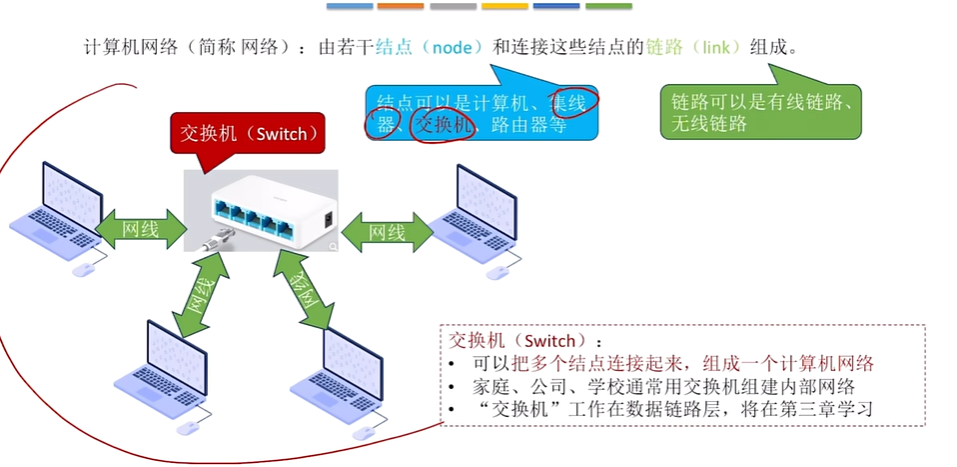 计算机网络（简称 网络）：由若干结点（node）和连接这些结点的链路（link）组成。
结点可以是计算机、集线
器、交换机、路由器等
链路可以是有线链路、
无线链路
交换机（Switch）
网线
网线
网线
网线
交换机（Switch）：
• 可以把多个结点连接起来，组成一个计算机网络
• 家庭、公司、学校通常用交换机组建内部网络
• “交换机”工作在数据链路层，将在第三章学习